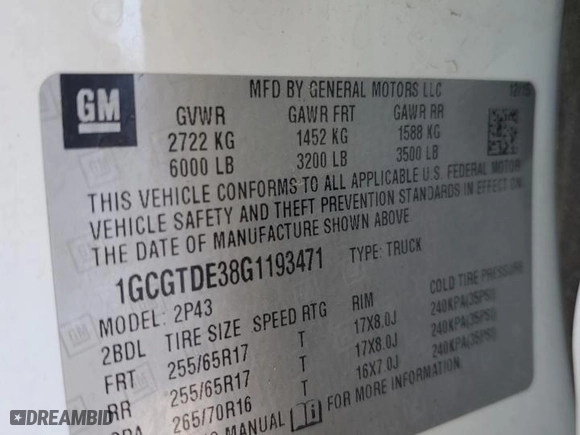 GM
MFD BY GENERAL MOTORS LLC 12/15
GVWR GAWR FRT GAWR RR
2722 KG 1452 KG 1588 KG
6000 LB 3200 LB 3500 LB
THIS VEHICLE CONFORMS TO ALL APPLICABLE U.S. FEDERAL MOTOR
VEHICLE SAFETY AND THEFT PREVENTION STANDARDS IN EFFECT ON
THE DATE OF MANUFACTURE SHOWN ABOVE
1GCGTDE38G1193471 TYPE: TRUCK
MODEL: 2P43
2BDL TIRE SIZE SPEED RTG RIM COLD TIRE PRESSURE
FRT 255/65R17 T 17X8.0J 240KPA(35PSI)
RR 255/65R17 T 17X8.0J 240KPA(35PSI)
265/70R16 T 16X7.0J 240KPA(35PSI)
MANUAL FOR MORE INFORMATION
DREAMBID